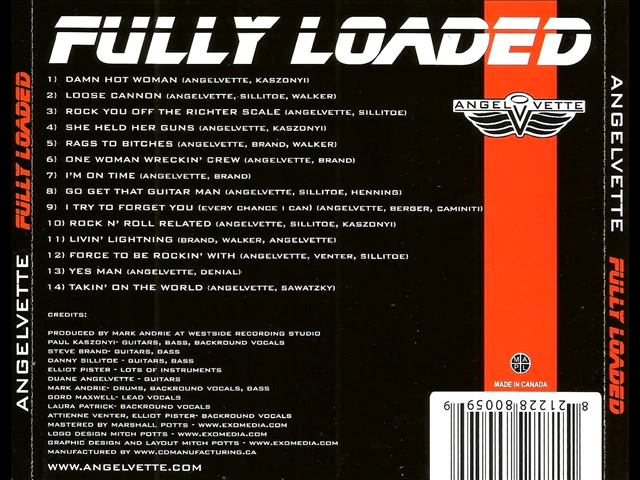 FULLY LOADED
1) DAMN HOT WOMAN (ANGELVETTE, KASZONYI)
2) LOOSE CANNON (ANGELVETTE, SILLITOE, WALKER)
3) ROCK YOU OFF THE RICHTER SCALE (ANGELVETTE, SILLITOE)
4) SHE HELD HER GUNS (ANGELVETTE, KASZONYI)
5) RAGS TO BITCHES (ANGELVETTE, BRAND, WALKER)
6) ONE WOMAN WRECKIN' CREW (ANGELVETTE, BRAND)
7) I'M ON TIME (ANGELVETTE, BRAND)
8) GO GET THAT GUITAR MAN (ANGELVETTE, SILLITOE, HENNING)
9) I TRY TO FORGET YOU (EVERY CHANCE I CAN) (ANGELVETTE, BERGER, CAMINITI)
10) ROCK N' ROLL RELATED (ANGELVETTE, SILLITOE, KASZONYI)
11) LIVIN' LIGHTNING (BRAND, WALKER, ANGELVETTE)
12) FORCE TO BE ROCKIN' WITH (ANGELVETTE, VENTER, SILLITOE)
13) YES MAN (ANGELVETTE, DENIAL)
14) TAKIN' ON THE WORLD (ANGELVETTE, SAWATZKY)
CREDITS:
PRODUCED BY MARK ANDRIE AT WESTSIDE RECORDING STUDIO
PAUL KASZONYI- GUITARS, BASS, BACKROUND VOCALS
STEVE BRAND- GUITARS, BASS
DANNY SILLITOE - GUITARS, BASS
ELLIOT PISTER - LOTS OF INSTRUMENTS
DUANE ANGELVETTE - GUITARS
MARK ANDRIE- DRUMS, BACKROUND VOCALS, BASS
GORD MAXWELL- LEAD VOCALS
LAURA PATRICK- BACKROUND VOCALS
ATTIENNE VENTER, ELLIOT PISTER- BACKROUND VOCALS
MASTERED BY MARSHALL POTTS - WWW.EXOMEDIA.COM
LOGO DESIGN MITCH POTTS - WWW.EXOMEDIA.COM
GRAPHIC DESIGN AND LAYOUT MITCH POTTS - WWW.EXOMEDIA.COM
MANUFACTURED BY WWW.CDMANUFACTURING.CA
WWW.ANGELVETTE.COM
ANGEL VETTE
MAPL
MADE IN CANADA
8 21228 80059 9
ANGELVETTE FULLY LOADED
ANGELVETTE FULLY LOADED